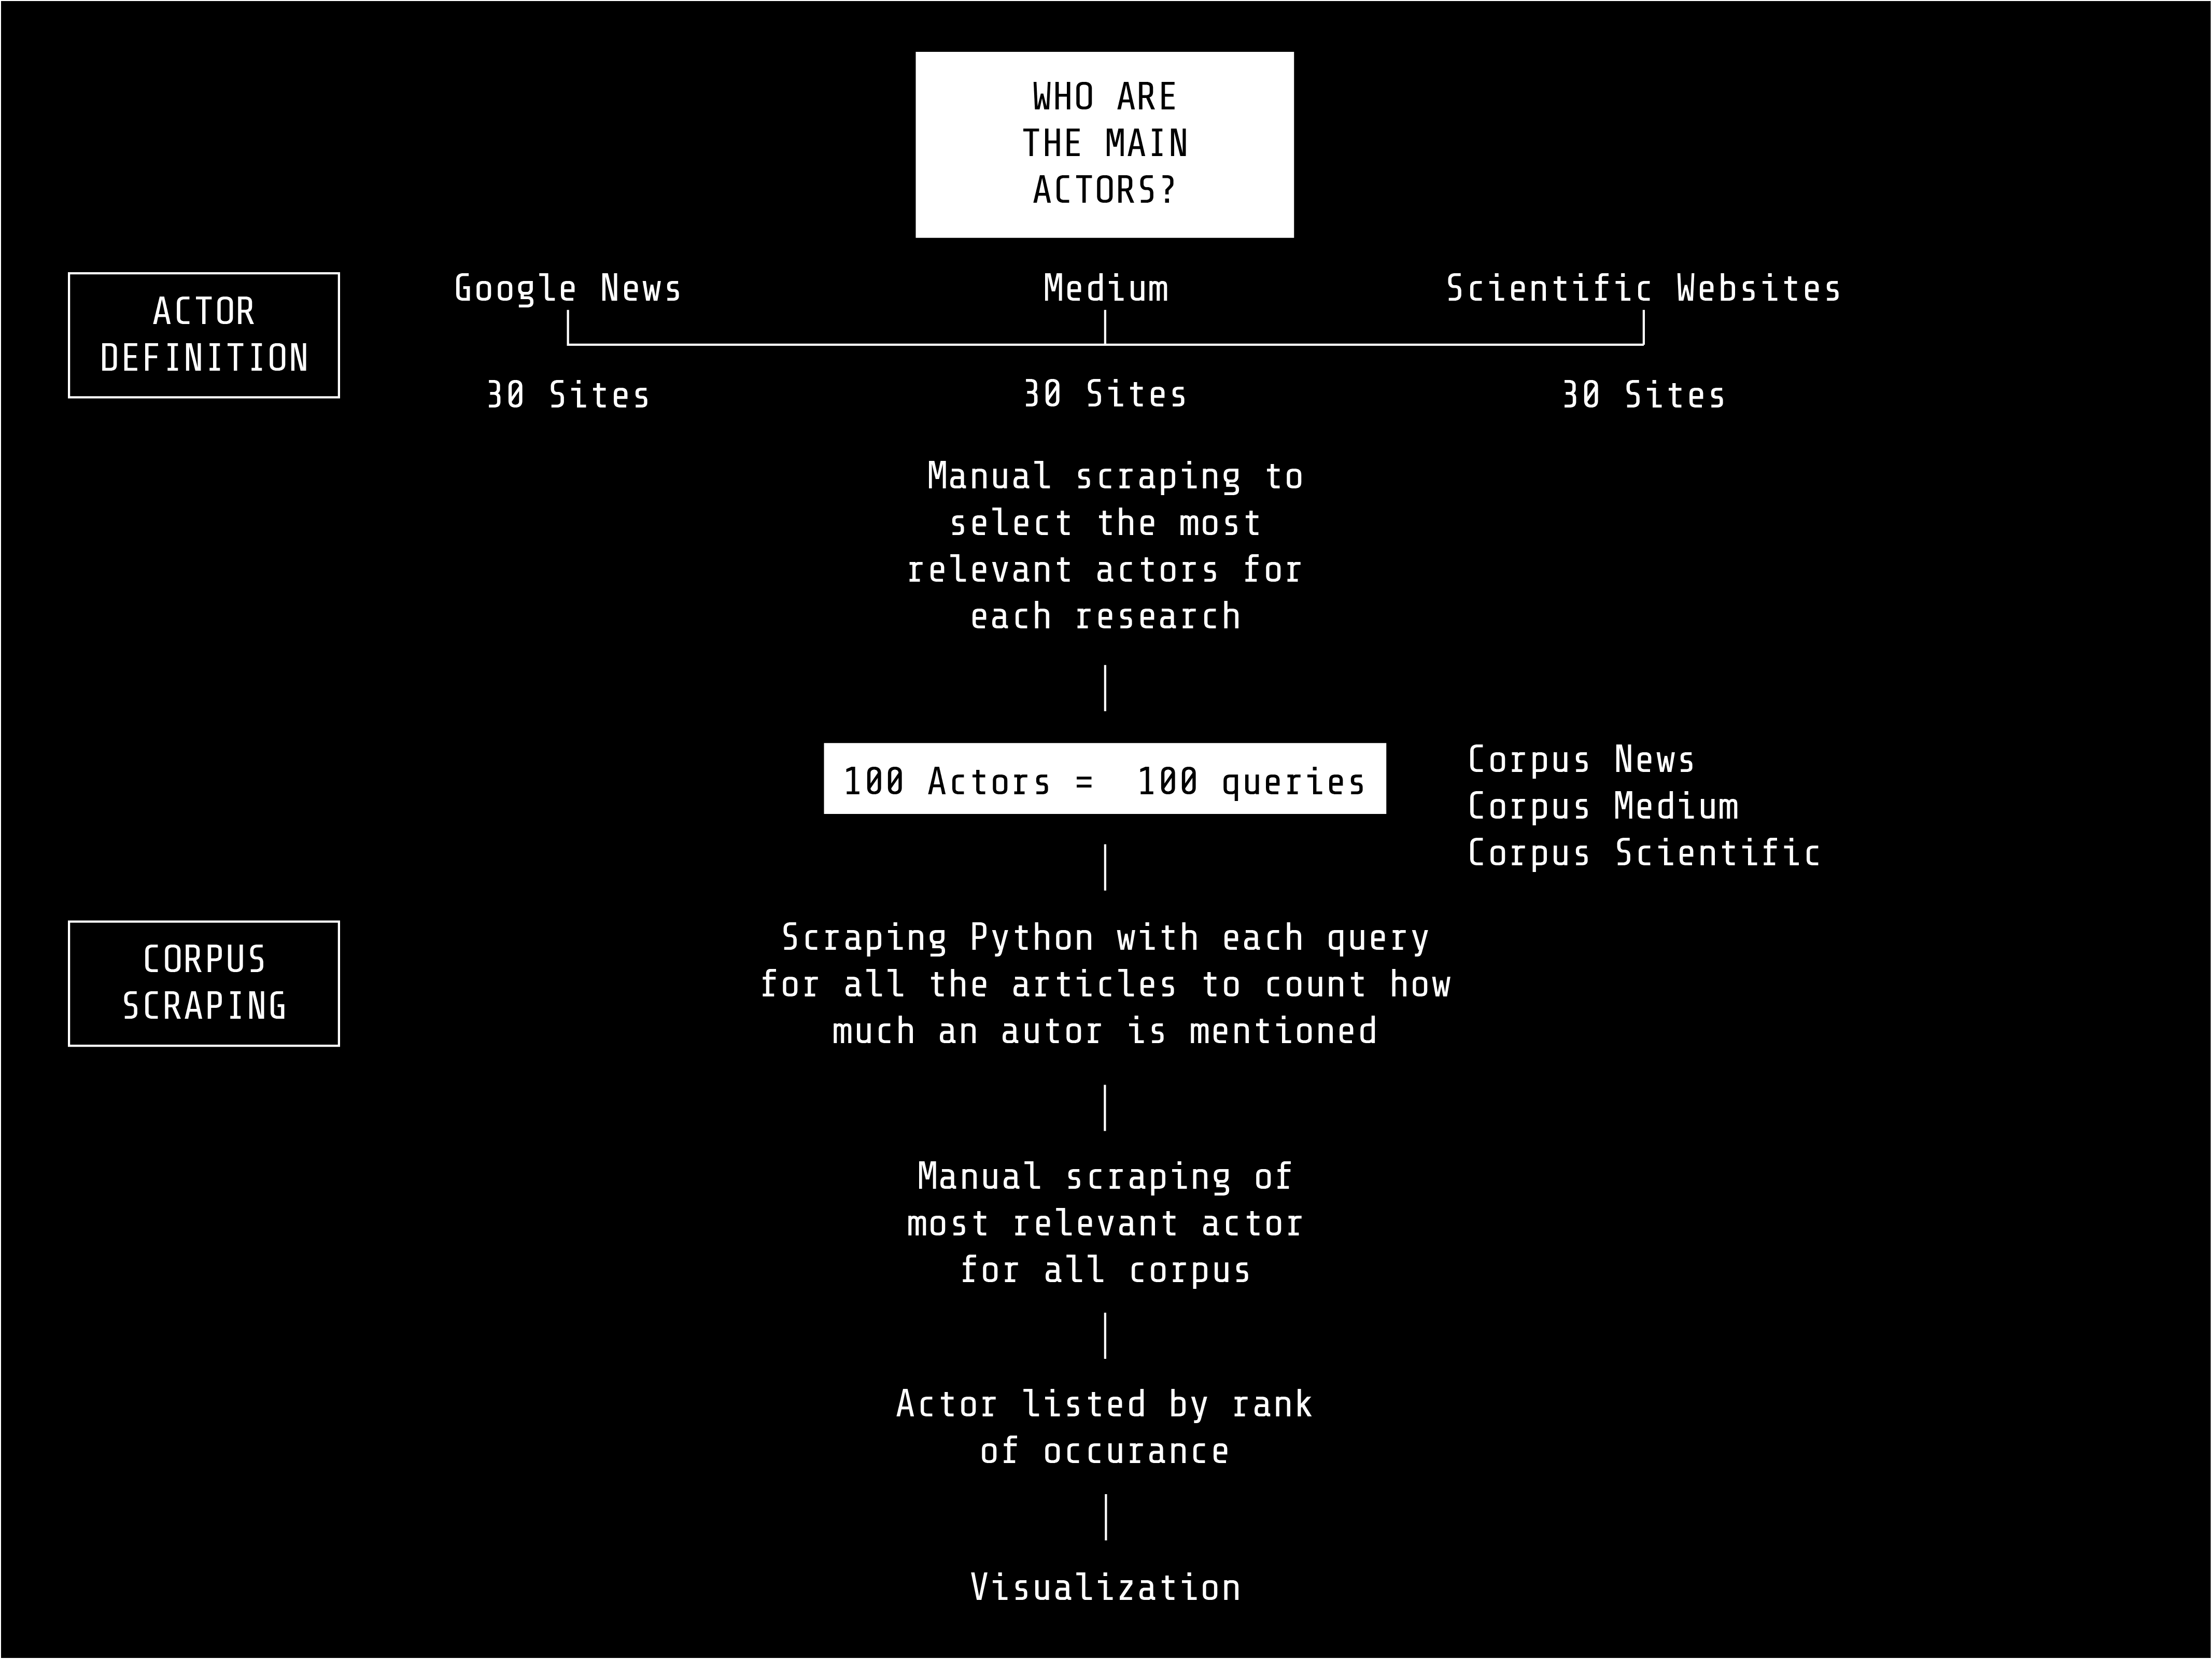 WHO ARE
THE MAIN
ACTORS?
ACTOR
DEFINITION
Google News
Medium
Scientific Websites
30 Sites
30 Sites
30 Sites
Manual scraping to
select the most
relevant actors for
each research
100 Actors =  100 queries
Corpus News
Corpus Medium
Corpus Scientific
CORPUS
SCRAPING
Scraping Python with each query
for all the articles to count how
much an autor is mentioned
Manual scraping of
most relevant actor
for all corpus
Actor listed by rank
of occurance
Visualization